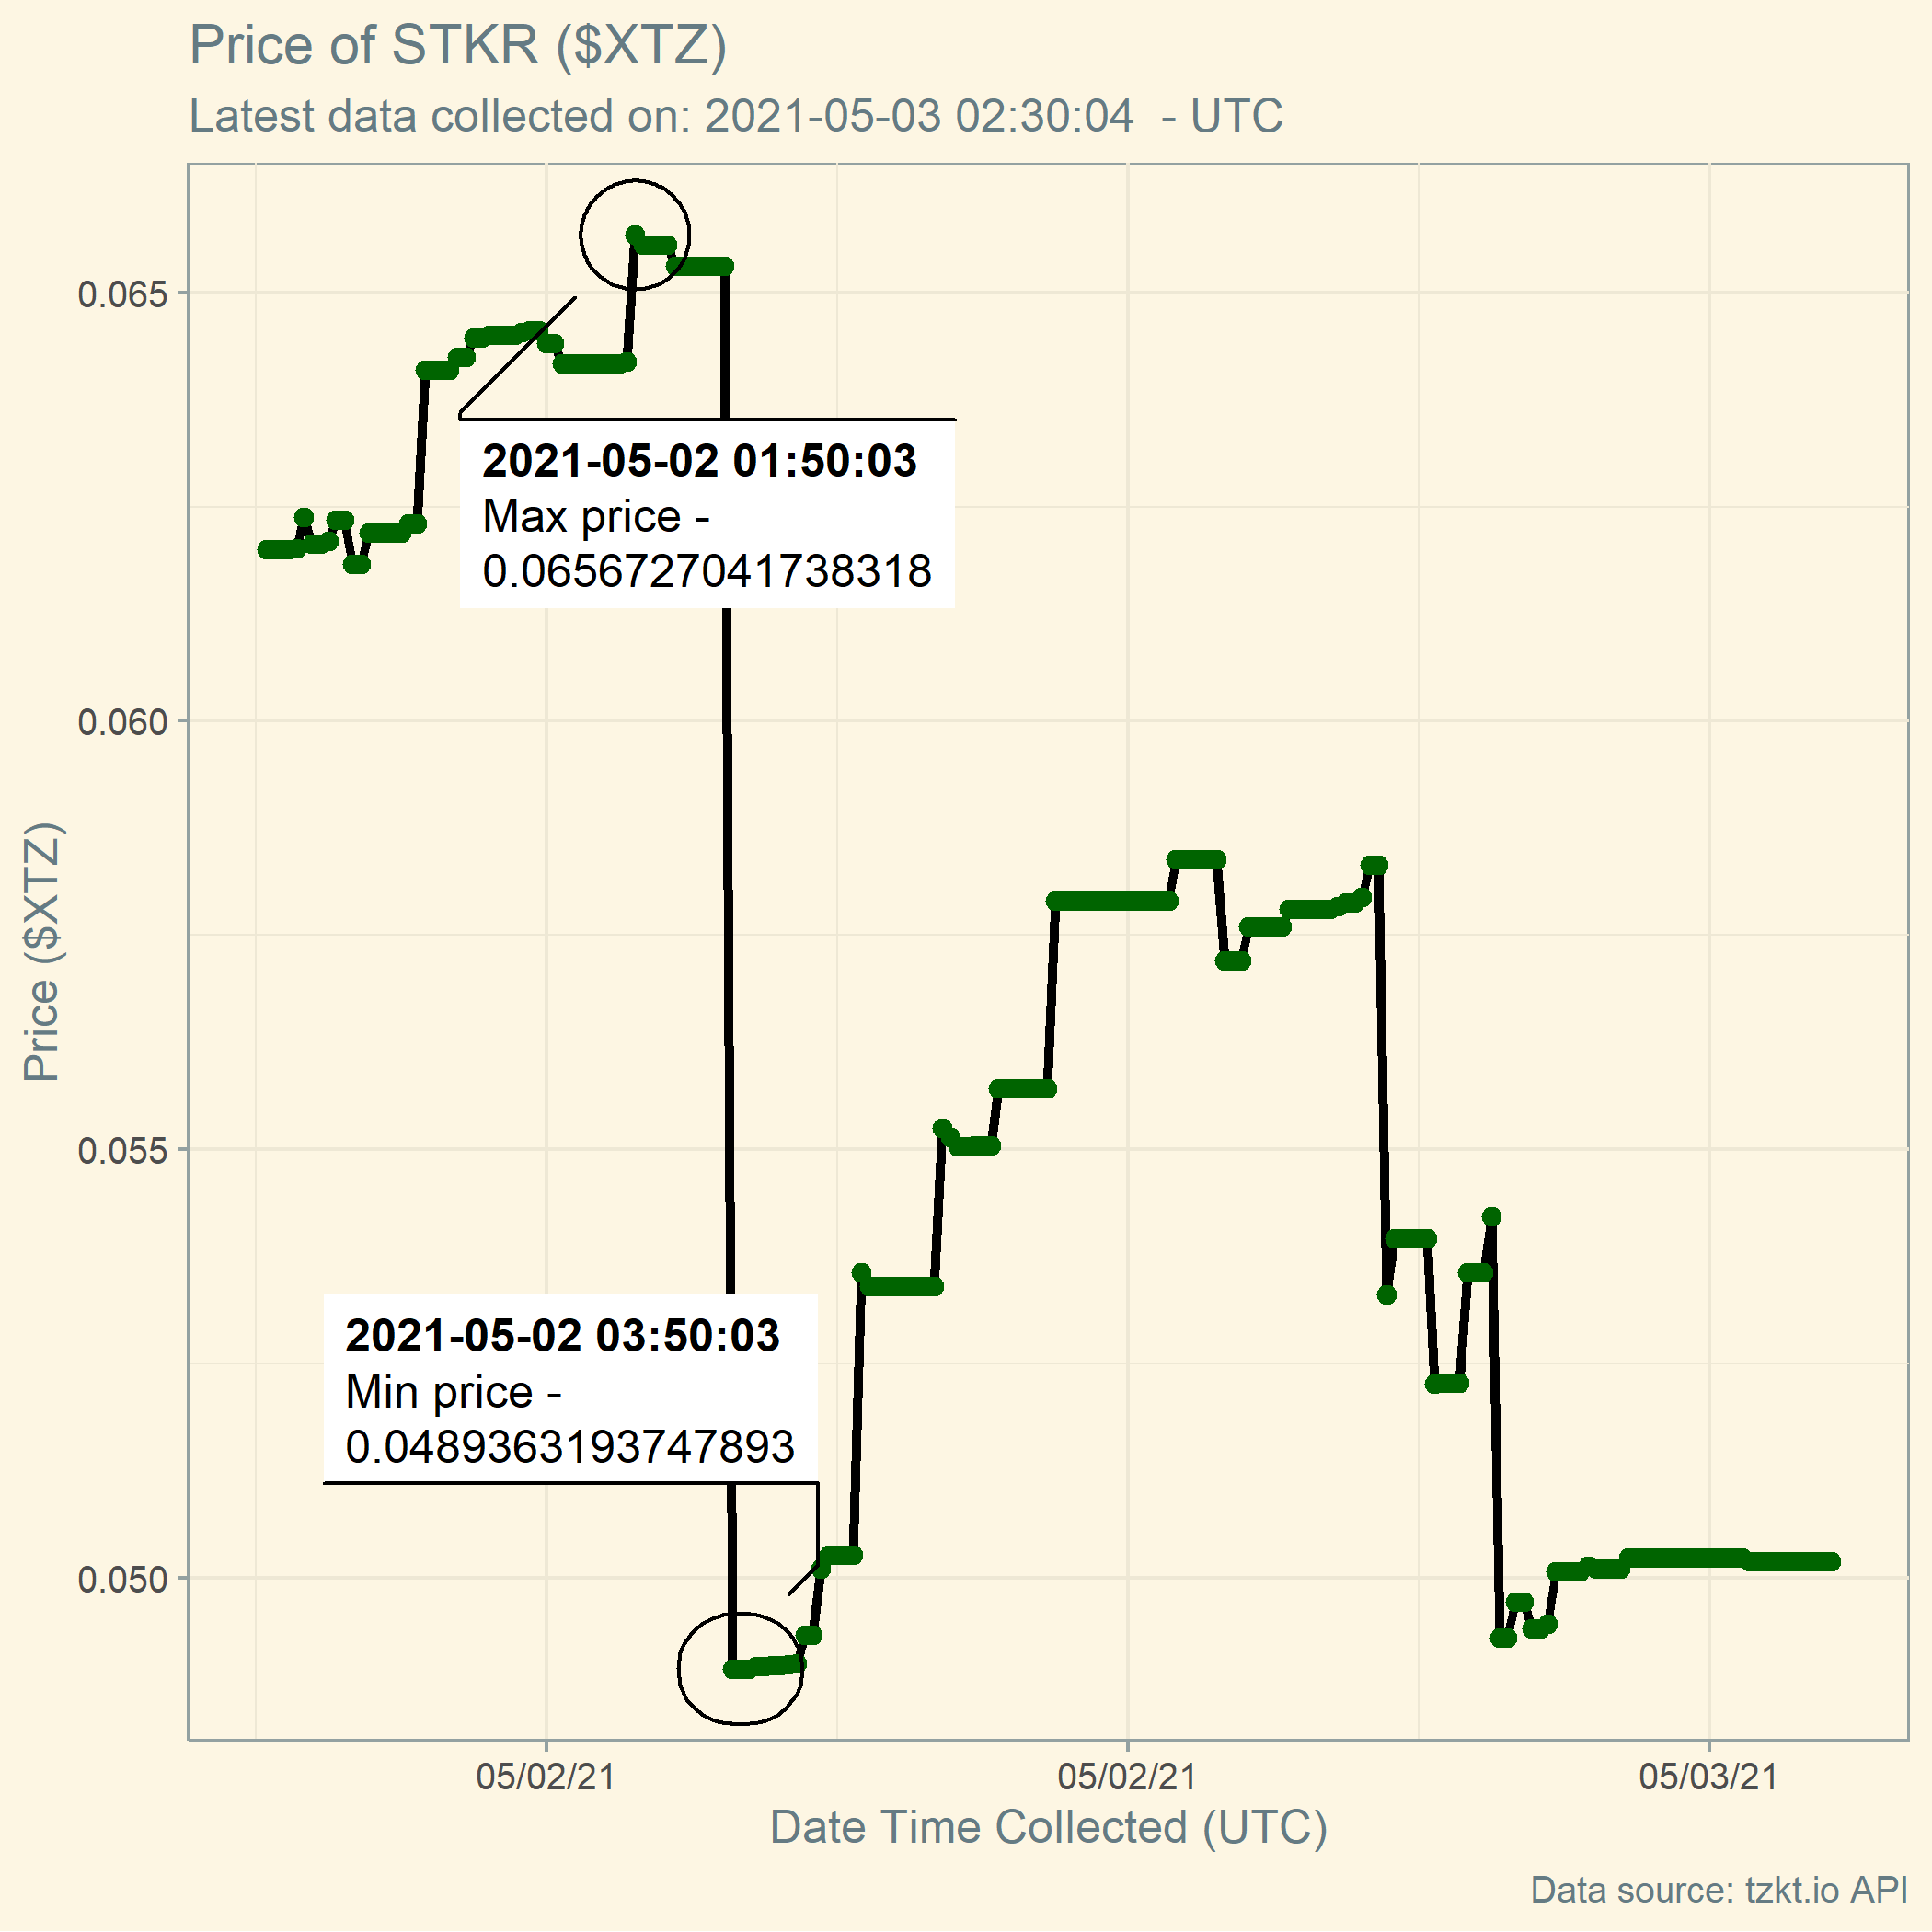 Price of STKR ($XTZ)
Latest data collected on: 2021-05-03 02:30:04  - UTC
Price ($XTZ)
0.065
0.060
0.055
0.050
2021-05-02 01:50:03
Max price -
0.0656727041738318
2021-05-02 03:50:03
Min price -
0.0489363193747893
05/02/21
05/02/21
05/03/21
Date Time Collected (UTC)
Data source: tzkt.io API